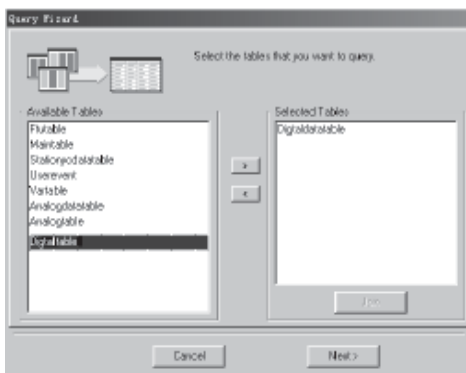 Query Wizard
Select the tables that you want to query.
Available Tables
Flutable
Maintable
Stationyodatatable
Userevent
Vartable
Analogdatatable
Analogtable
Digitaltable
>
<
Selected Tables
Digitaldatatable
Cancel
Next>